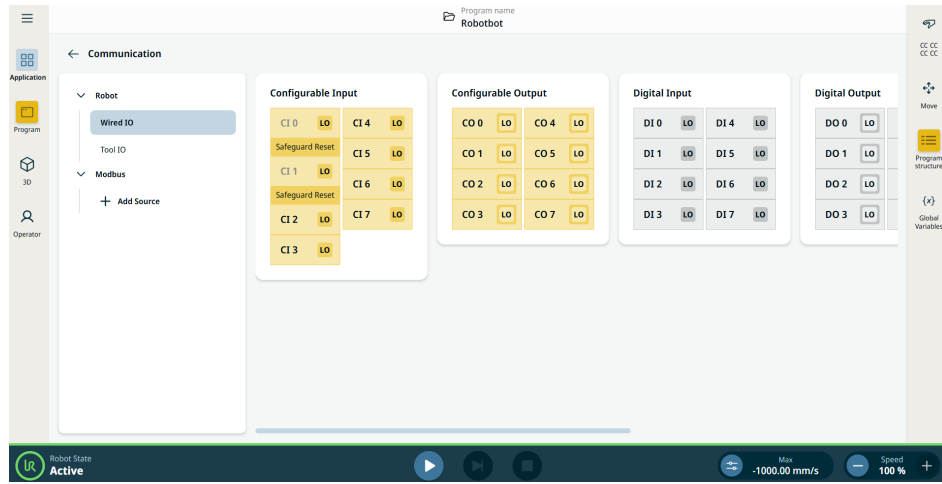 Program name
Robotbot
Communication
Application
Program
3D
Operator
Robot
Wired IO
Tool IO
Modbus
Add Source
Configurable Input
CI 0 LO CI 4 LO
Safeguard Reset
CI 5 LO
CI 1 LO
CI 6 LO
Safeguard Reset
CI 2 LO CI 7 LO
CI 3 LO
Configurable Output
CO 0 LO CO 4 LO
CO 1 LO CO 5 LO
CO 2 LO CO 6 LO
CO 3 LO CO 7 LO
Digital Input
DI 0 LO DI 4 LO
DI 1 LO DI 5 LO
DI 2 LO DI 6 LO
DI 3 LO DI 7 LO
Digital Output
DO 0 LO
DO 1 LO
DO 2 LO
DO 3 LO
CC CC
CC CC
Move
Program
structure
{x}
Global
Variables
UR
Robot State
Active
Max
-1000.00 mm/s
Speed
100 %